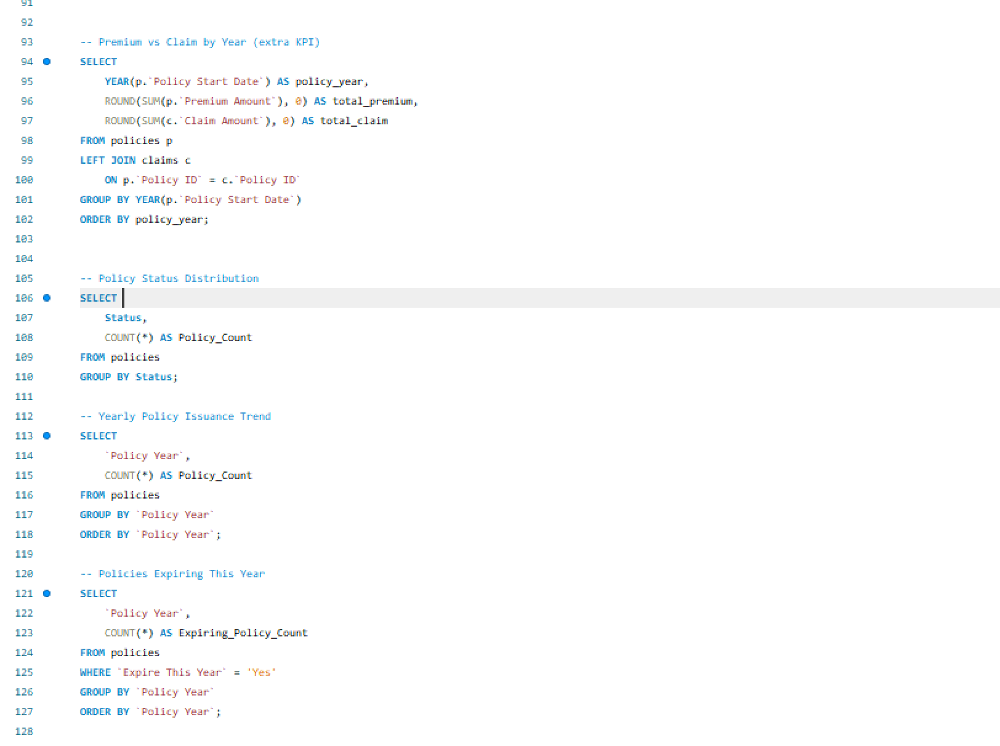 91
92
93 -- Premium vs Claim by Year (extra KPI)
94 SELECT
95 YEAR(p.`Policy Start Date`) AS policy_year,
96 ROUND(SUM(p.`Premium Amount`), 0) AS total_premium,
97 ROUND(SUM(c.`Claim Amount`), 0) AS total_claim
98 FROM policies p
99 LEFT JOIN claims c
100 ON p.`Policy ID` = c.`Policy ID`
101 GROUP BY YEAR(p.`Policy Start Date`)
102 ORDER BY policy_year;
103
104
105 -- Policy Status Distribution
106 SELECT
107 Status,
108 COUNT(*) AS Policy_Count
109 FROM policies
110 GROUP BY Status;
111
112 -- Yearly Policy Issuance Trend
113 SELECT
114 `Policy Year`,
115 COUNT(*) AS Policy_Count
116 FROM policies
117 GROUP BY `Policy Year`
118 ORDER BY `Policy Year`;
119
120 -- Policies Expiring This Year
121 SELECT
122 `Policy Year`,
123 COUNT(*) AS Expiring_Policy_Count
124 FROM policies
125 WHERE `Expire This Year` = 'Yes'
126 GROUP BY `Policy Year`
127 ORDER BY `Policy Year`;
128